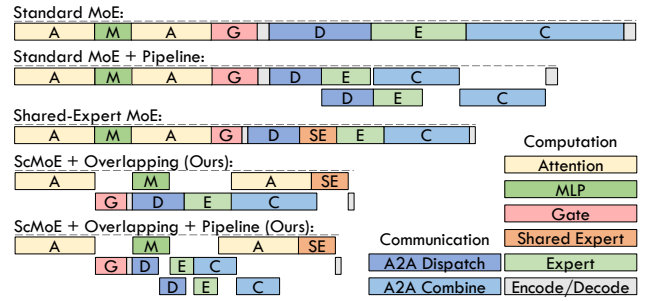 Standard MoE:
A M A G D E C
Standard MoE + Pipeline:
A M A G D E C
D E C
Shared-Expert MoE:
A M A G D SE E C
ScMoE + Overlapping (Ours):
A M A SE
G D E C
ScMoE + Overlapping + Pipeline (Ours):
A M A SE
G D E C
D E C
Communication
A2A Dispatch
A2A Combine
Computation
Attention
MLP
Gate
Shared Expert
Expert
Encode/Decode